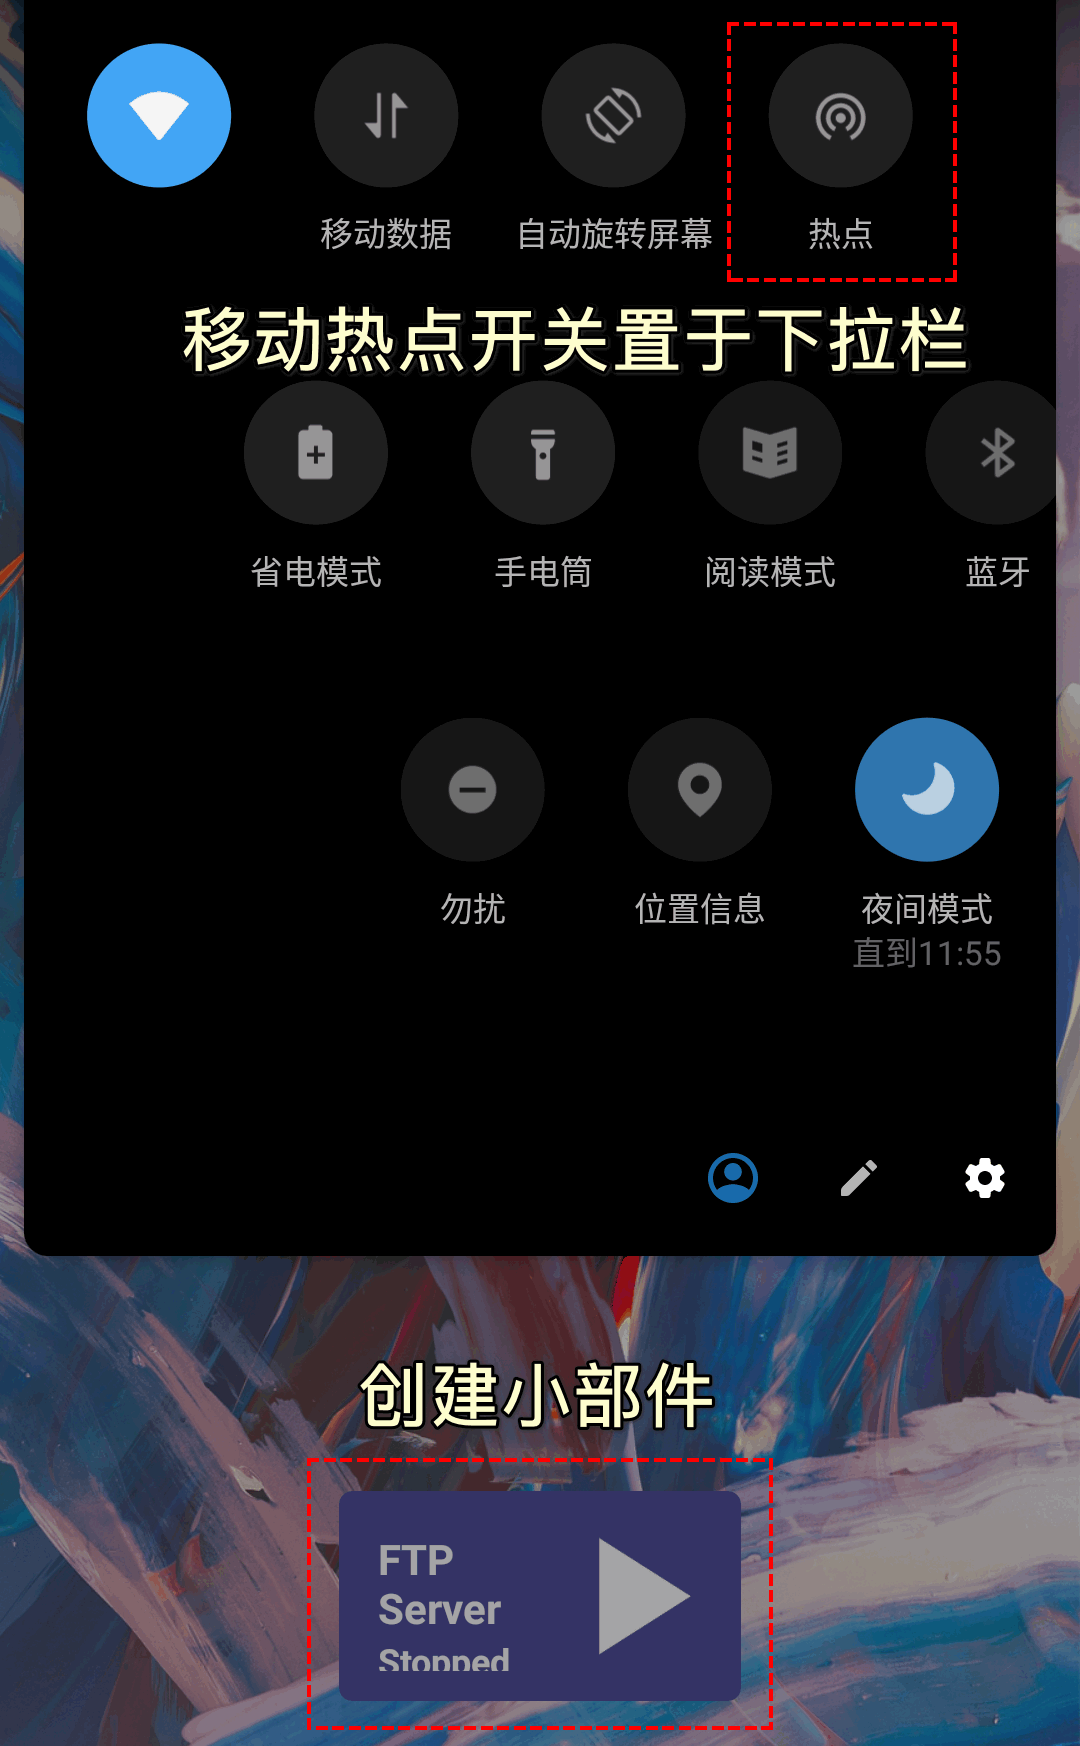 移动数据
自动旋转屏幕
热点
移动热点开关置于下拉栏
省电模式
手电筒
阅读模式
蓝牙
勿扰
位置信息
夜间模式
直到11:55
创建小部件
FTP
Server
Stopped